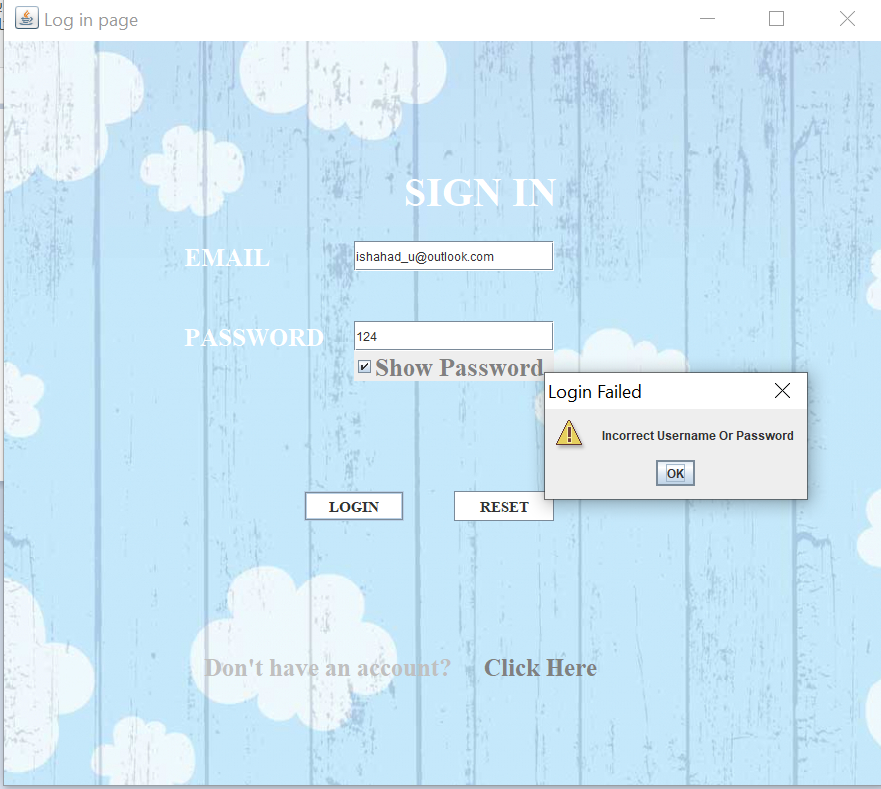 Log in page
SIGN IN
EMAIL
ishahad_u@outlook.com
PASSWORD
124
Show Password
Login Failed
Incorrect Username Or Password
OK
LOGIN
RESET
Don't have an account?
Click Here